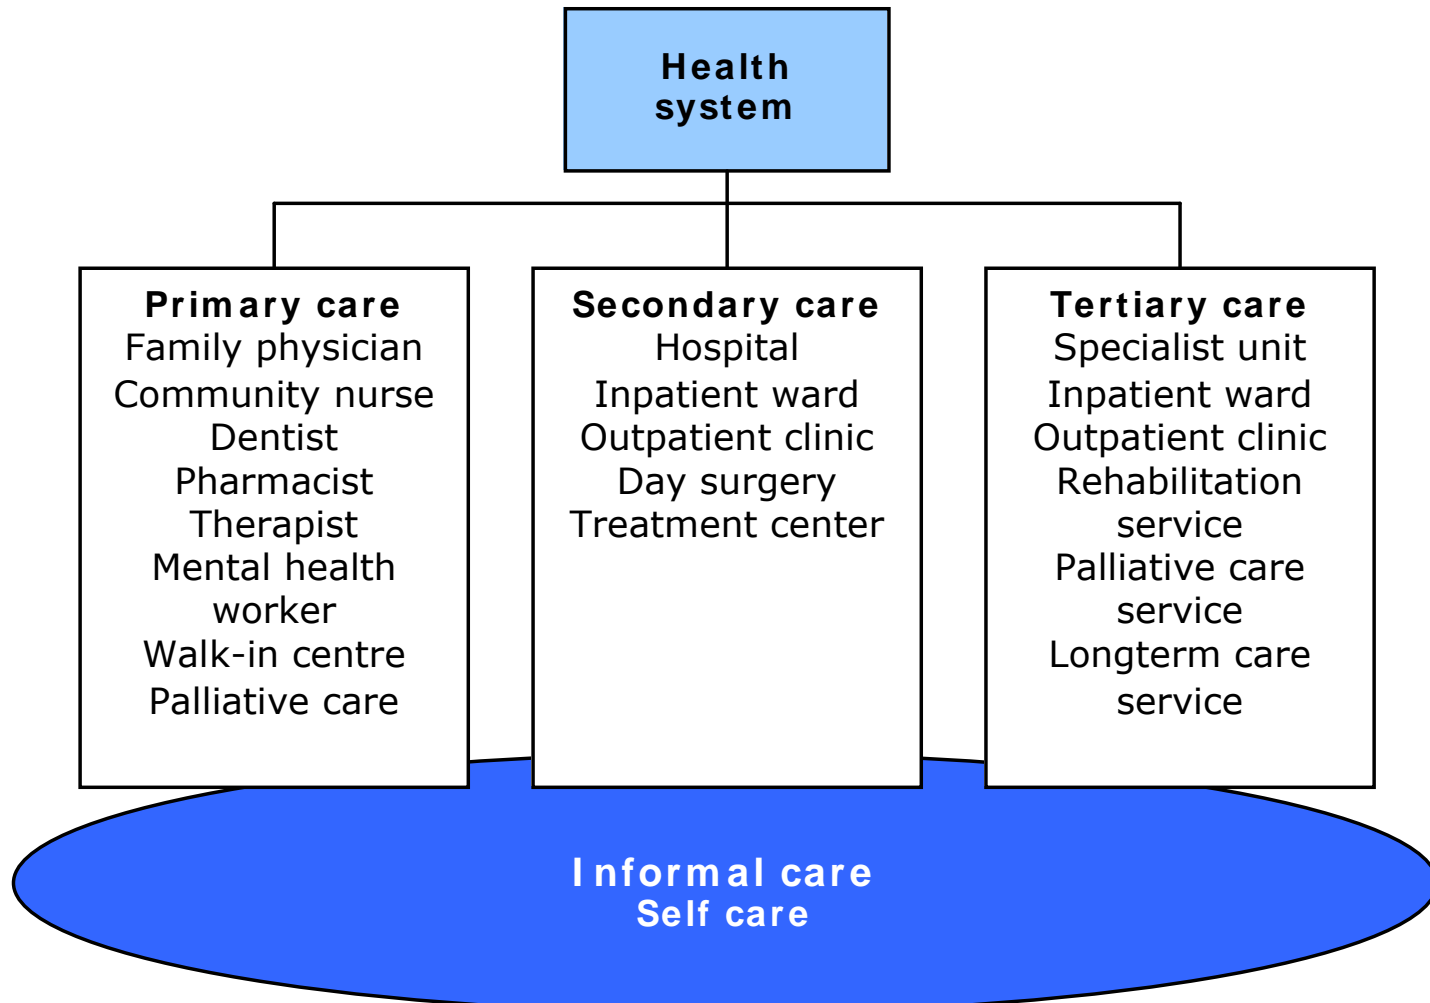 Health
system
Primary care
Family physician
Community nurse
Dentist
Pharmacist
Therapist
Mental health
worker
Walk-in centre
Palliative care
Secondary care
Hospital
Inpatient ward
Outpatient clinic
Day surgery
Treatment center
Tertiary care
Specialist unit
Inpatient ward
Outpatient clinic
Rehabilitation
service
Palliative care
service
Longterm care
service
Informal care
Self care